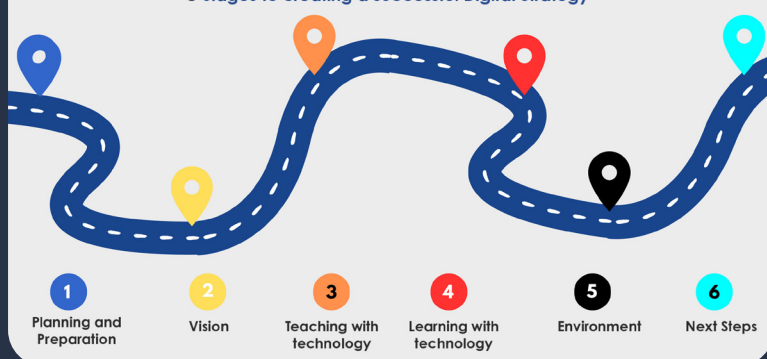 1
2
3
4
5
6
Planning and
Preparation
Vision
Teaching with
technology
Learning with
technology
Environment
Next Steps